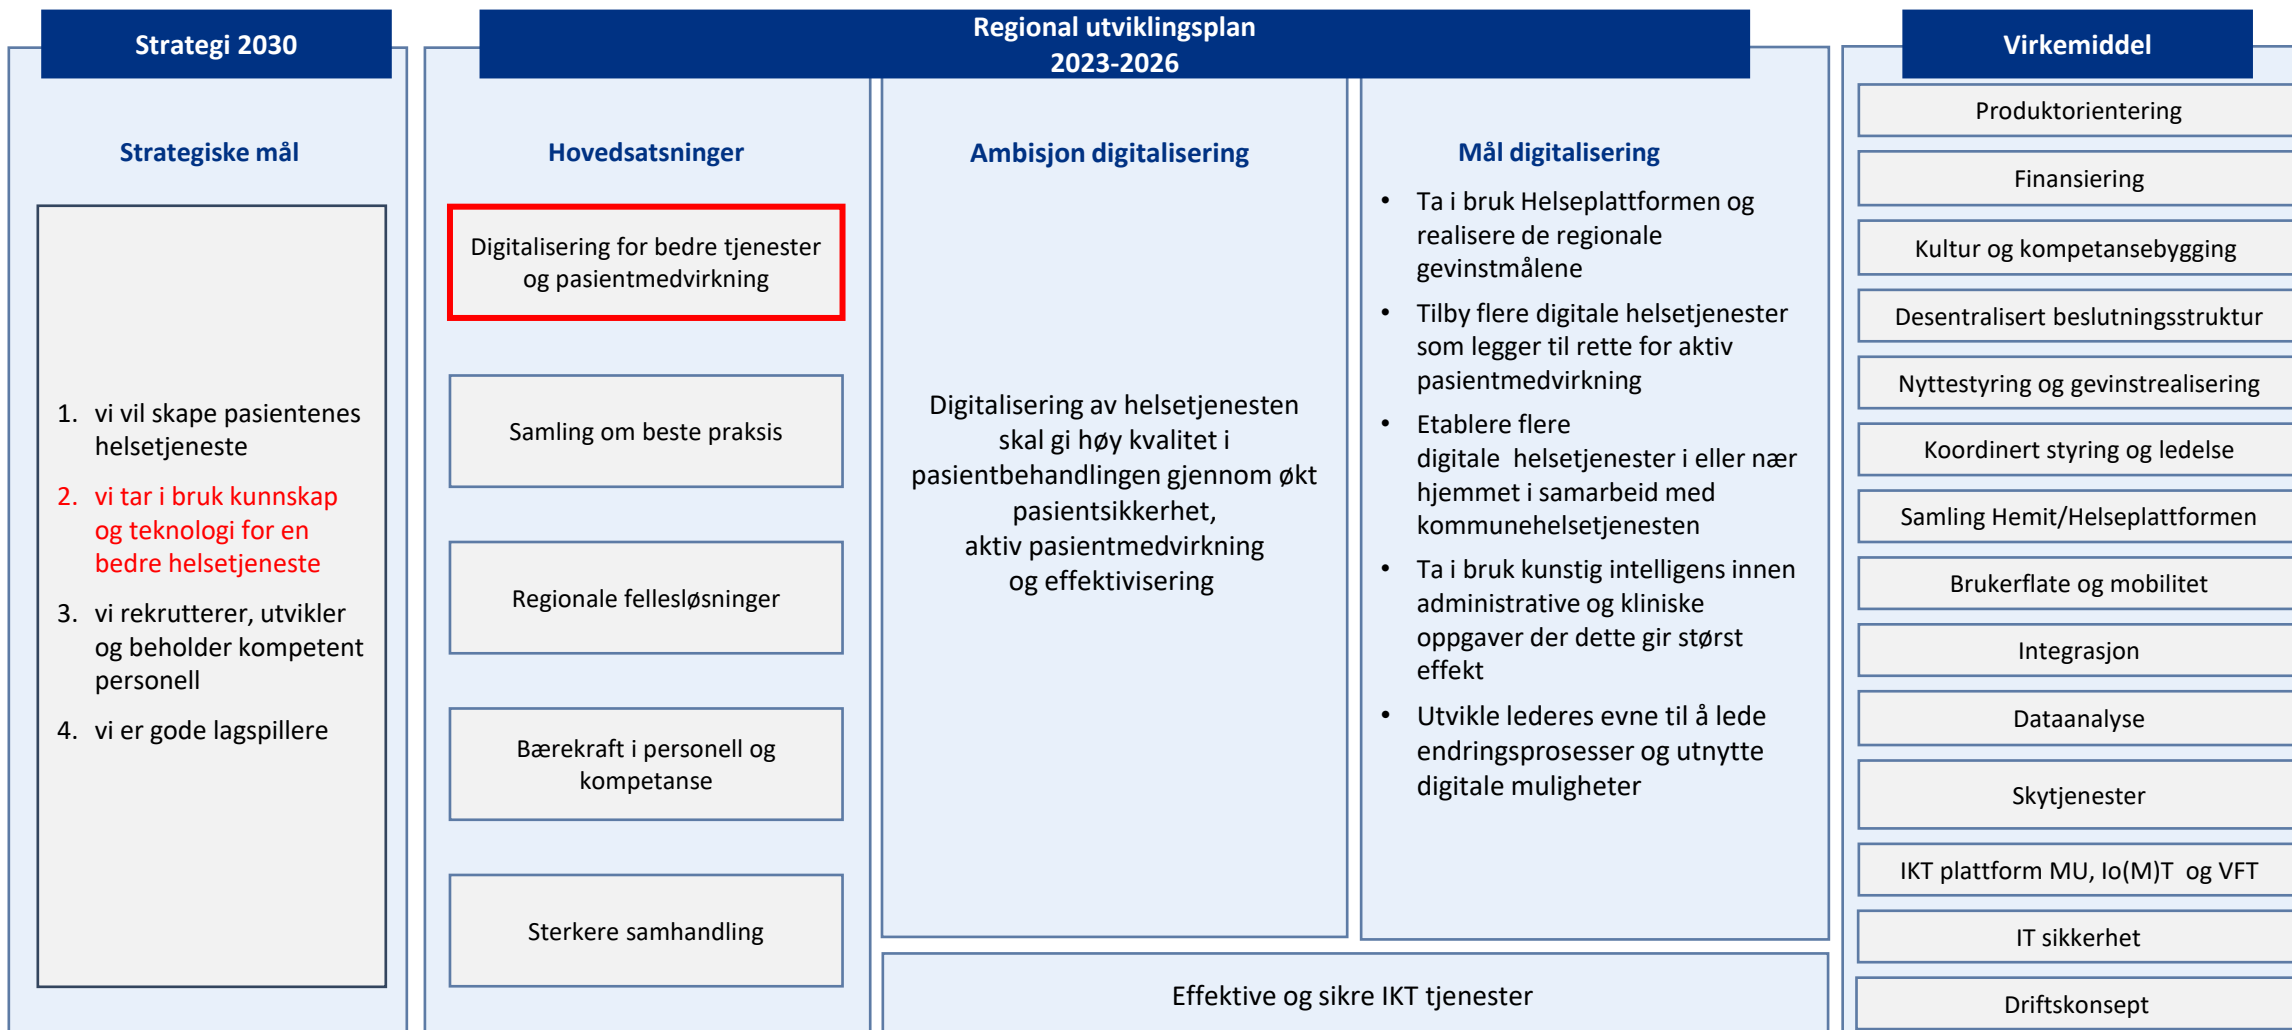 Strategi 2030
Strategiske mål
1. vi vil skape pasientenes
helsetjeneste
2. vi tar i bruk kunnskap
og teknologi for en
bedre helsetjeneste
3. vi rekrutterer, utvikler
og beholder kompetent
personell
4. vi er gode lagspillere
Regional utviklingsplan
2023-2026
Hovedsatsninger
Digitalisering for bedre tjenester
og pasientmedvirkning
Samling om beste praksis
Regionale fellesløsninger
Bærekraft i personell og
kompetanse
Sterkere samhandling
Ambisjon digitalisering
Digitalisering av helsetjenesten
skal gi høy kvalitet i
pasientbehandlingen gjennom økt
pasientsikkerhet,
aktiv pasientmedvirkning
og effektivisering
Mål digitalisering
• Ta i bruk Helseplattformen og
realisere de regionale
gevinstmålene
• Tilby flere digitale helsetjenester
som legger til rette for aktiv
pasientmedvirkning
• Etablere flere
digitale helsetjenester i eller nær
hjemmet i samarbeid med
kommunehelsetjenesten
• Ta i bruk kunstig intelligens innen
administrative og kliniske
oppgaver der dette gir størst
effekt
• Utvikle lederes evne til å lede
endringsprosesser og utnytte
digitale muligheter
Effektive og sikre IKT tjenester
Virkemiddel
Produktorientering
Finansiering
Kultur og kompetansebygging
Desentralisert beslutningsstruktur
Nyttestyring og gevinstrealisering
Koordinert styring og ledelse
Samling Hemit/Helseplattformen
Brukerflate og mobilitet
Integrasjon
Dataanalyse
Skytjenester
IKT plattform MU, Io(M)T og VFT
IT sikkerhet
Driftskonsept